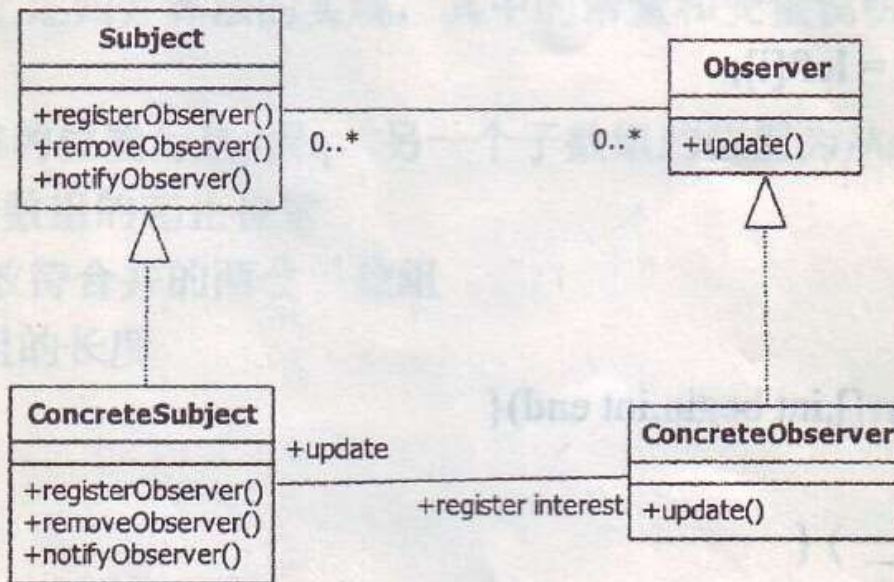 Subject
+registerObserver()
+removeObserver()
+notifyObserver()
0..*
0..*
Observer
+update()
ConcreteSubject
+registerObserver()
+removeObserver()
+notifyObserver()
+update
+register interest
ConcreteObserver
+update()